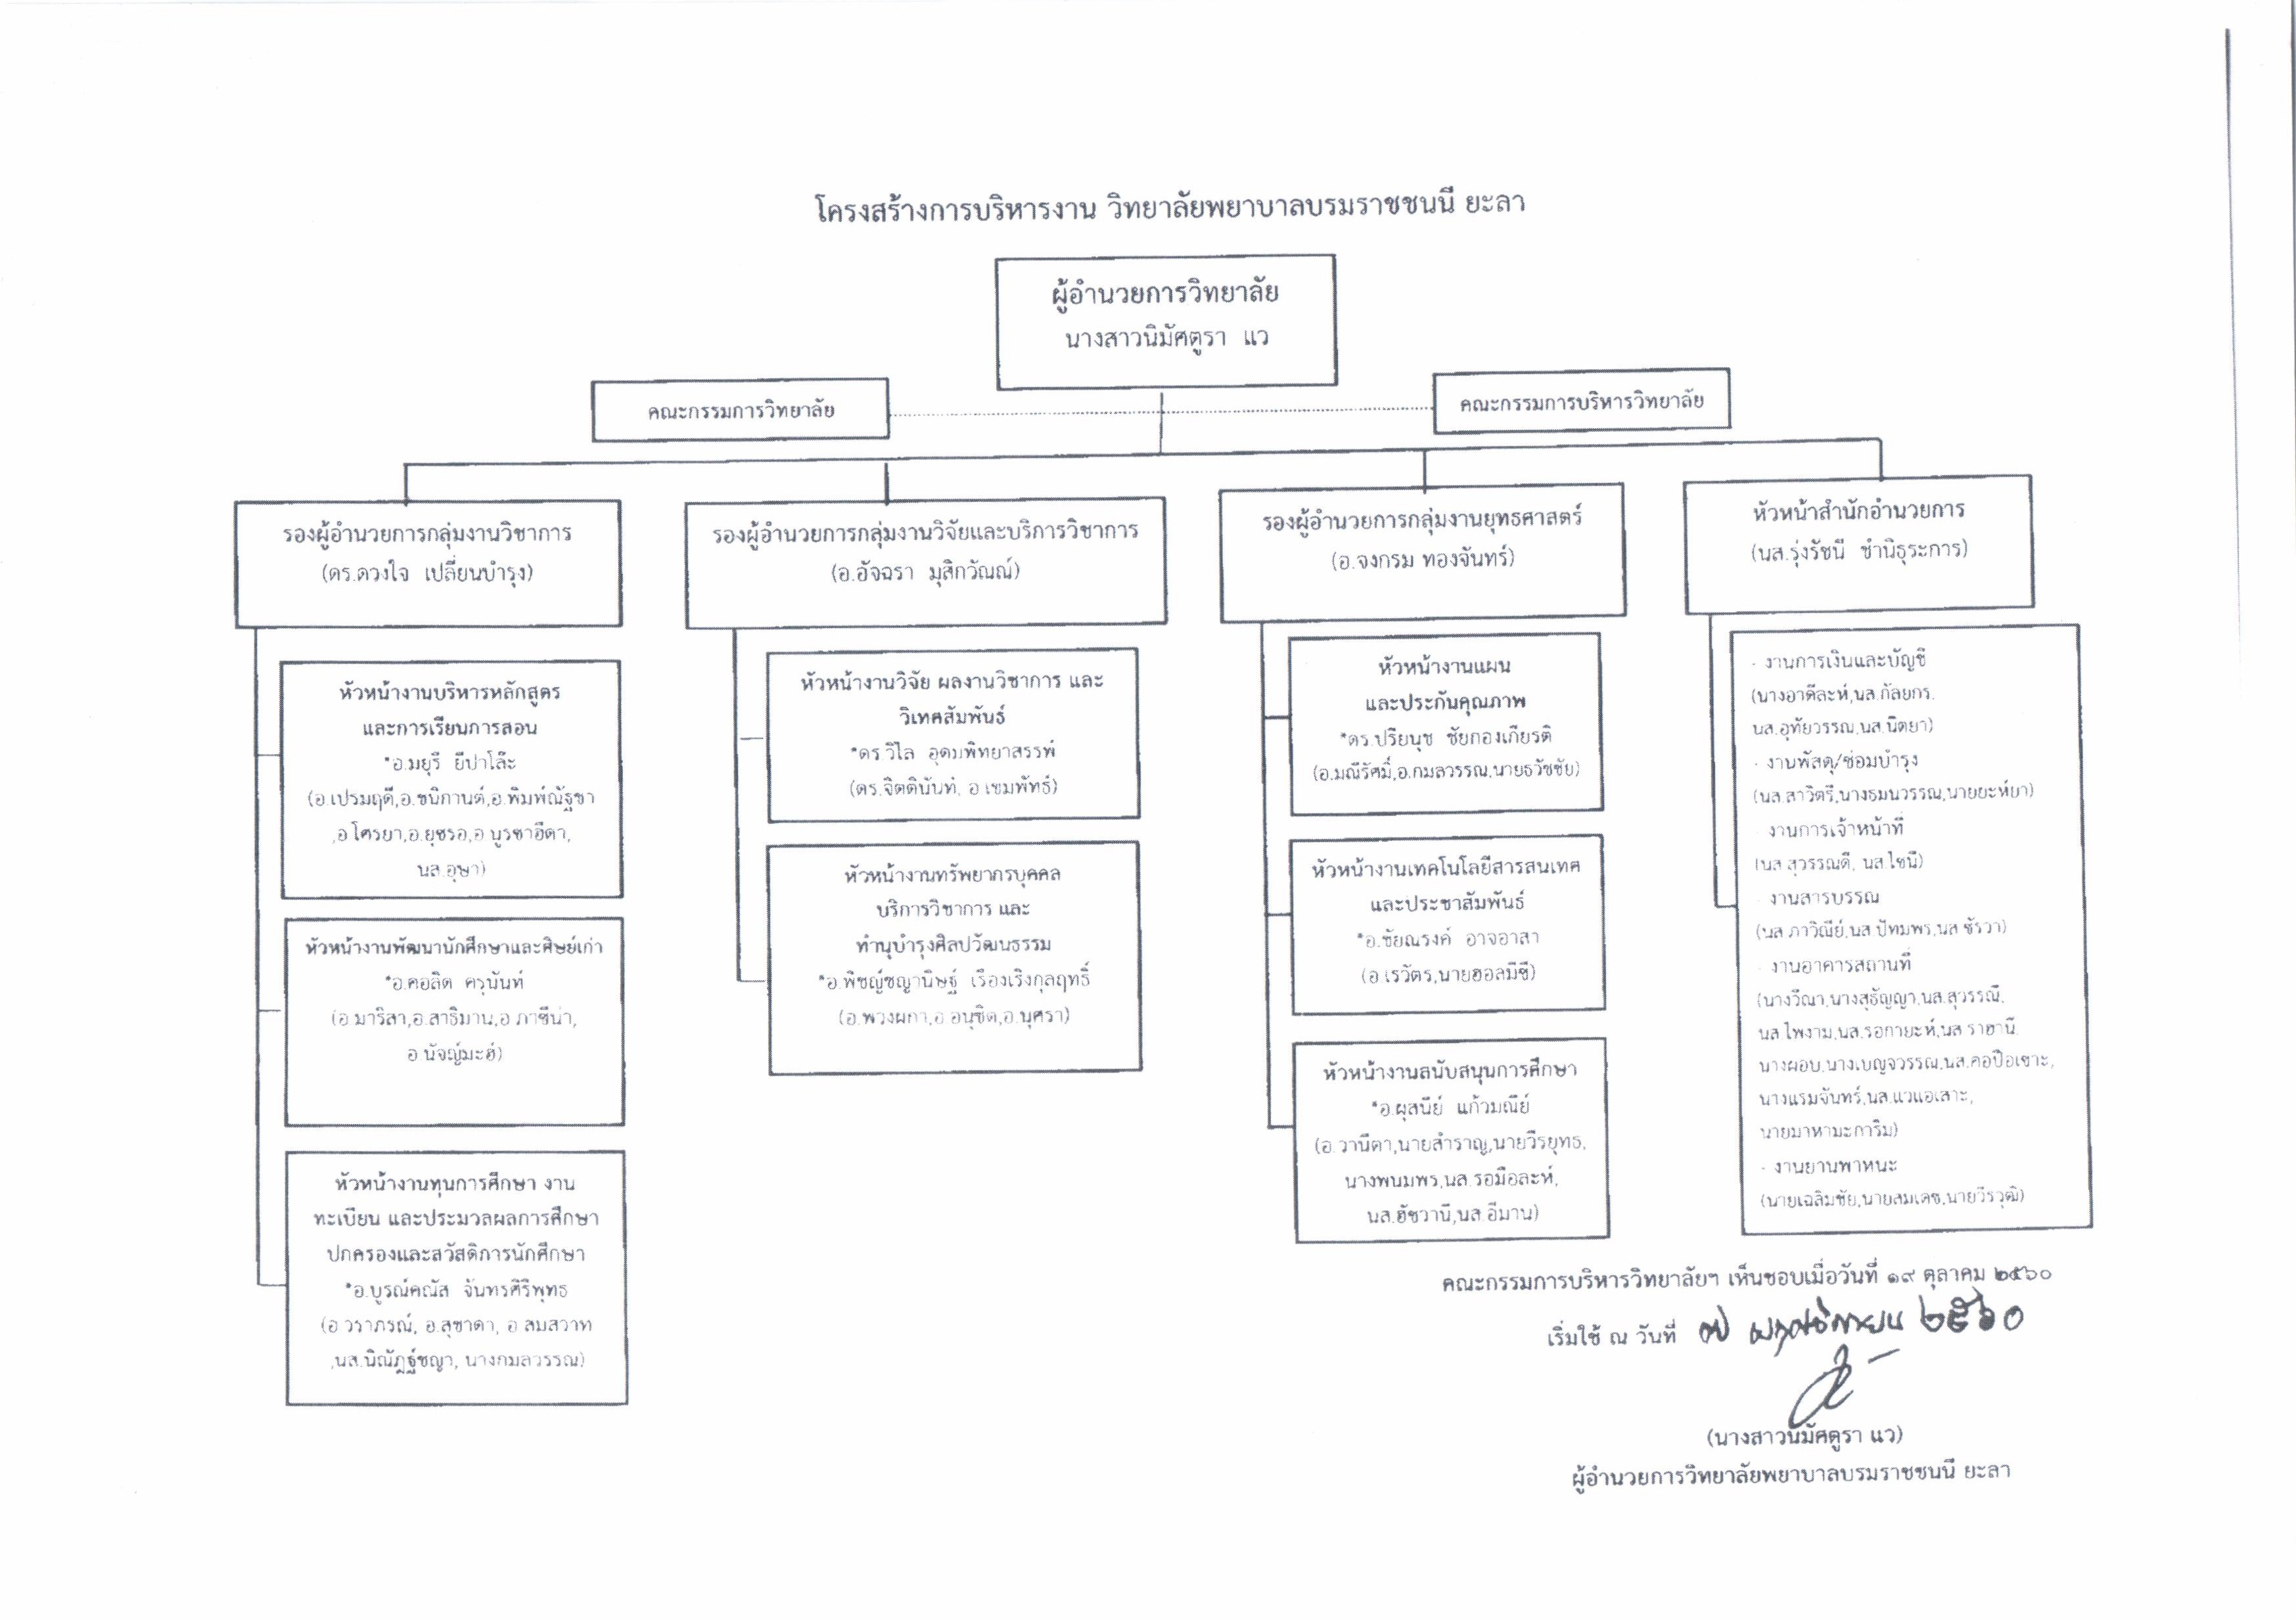 โครงสร้างการบริหารงาน วิทยาลัยพยาบาลบรมราชชนนี ยะลา
ผู้อำนวยการวิทยาลัย
นางสาวนิมัศตูรา แว
คณะกรรมการวิทยาลัย
คณะกรรมการบริหารวิทยาลัย
รองผู้อำนวยการกลุ่มงานวิชาการ
(ดร.ดวงใจ เปลี่ยนบำรุง)
หัวหน้างานบริหารหลักสูตร
และการเรียนการสอน
*อ.มยุรี ยีปาโล๊ะ
(อ.เปรมฤดี,อ.ชนิกานต์,อ.พิมพ์ณัฐชา
,อ.โศรยา,อ.ยุซรอ,อ.บูรซาฮีดา,
นส.อุษา)
หัวหน้างานพัฒนานักศึกษาและศิษย์เก่า
*อ.คอลิด ครุนันท์
(อ.มาริสา,อ.สาธิมาน,อ.ภาซีน่า,
อ.นัจญ์มะฮ์)
หัวหน้างานทุนการศึกษา งาน
ทะเบียน และประมวลผลการศึกษา
ปกครองและสวัสดิการนักศึกษา
*อ.บูรณ์คณัส จันทรศิริพุทธ
(อ.วราภรณ์, อ.สุชาดา, อ.สมสวาท
,นส.นิณัฎฐ์ชญา, นางกมลวรรณ)
รองผู้อำนวยการกลุ่มงานวิจัยและบริการวิชาการ
(อ.อัจฉรา มุสิกวัณณ์)
หัวหน้างานวิจัย ผลงานวิชาการ และ
วิเทศสัมพันธ์
*ดร.วิไล อุดมพิทยาสรรพ์
(ดร.จิตตินันท์, อ.เขมพัทธ์)
หัวหน้างานทรัพยากรบุคคล
บริการวิชาการ และ
ทำนุบำรุงศิลปวัฒนธรรม
*อ.พิชญ์ชญานิษฐ์ เรืองเริงกุลฤทธิ์
(อ.พวงผกา,อ.อนุชิต,อ.นุศรา)
รองผู้อำนวยการกลุ่มงานยุทธศาสตร์
(อ.จงกรม ทองจันทร์)
หัวหน้างานแผน
และประกันคุณภาพ
*ดร.ปรียนุช ชัยกองเกียรติ
(อ.มณีรัศมิ์,อ.กมลวรรณ,นายธวัชชัย)
หัวหน้างานเทคโนโลยีสารสนเทศ
และประชาสัมพันธ์
*อ.ชัยณรงค์ อาจอาสา
(อ.เรวัตร,นายฮอลมีซี)
หัวหน้างานสนับสนุนการศึกษา
*อ.ผุสนีย์ แก้วมณีย์
(อ.วานีตา,นายสำราญ,นายวีรยุทธ,
นางพนมพร,นส.รอมือละห์,
นส.ฮัซวานี,นส.อีมาน)
หัวหน้าสำนักอำนวยการ
(นส.รุ่งรัชนี ชำนิธุระการ)
- งานการเงินและบัญชี
(นางอาดีละห์,นส.กัลยกร.
นส.อุทัยวรรณ,นส.นิตยา)
- งานพัสดุ/ซ่อมบำรุง
(นส.สาวิตรี,นางธมนวรรณ,นายยะห์ยา)
- งานการเจ้าหน้าที่
(นส.สุวรรณดี, นส.ไซนี)
- งานสารบรรณ
(นส.ภาวิณีย์,นส.ปัทมพร,นส.ซัรวา)
- งานอาคารสถานที่
(นางวีณา,นางสุธัญญา,นส.สุวรรณี,
นส.ไพงาม,นส.รอกายะห์,นส.ราฮานี
นางผอบ,นางเบญจวรรณ,นส.คอปือเซาะ,
นางแรมจันทร์,นส.แวแอเสาะ,
นายมาหามะการิม)
- งานยานพาหนะ
(นายเฉลิมชัย,นายสมเดช,นายวีรวุฒิ)
คณะกรรมการบริหารวิทยาลัยฯ เห็นชอบเมื่อวันที่ ๑๙ ตุลาคม ๒๕๖๐
เริ่มใช้ ณ วันที่ ๗ พฤศจิกายน ๒๕๖๐
(นางสาวนิมัศตูรา แว)
ผู้อำนวยการวิทยาลัยพยาบาลบรมราชชนนี ยะลา